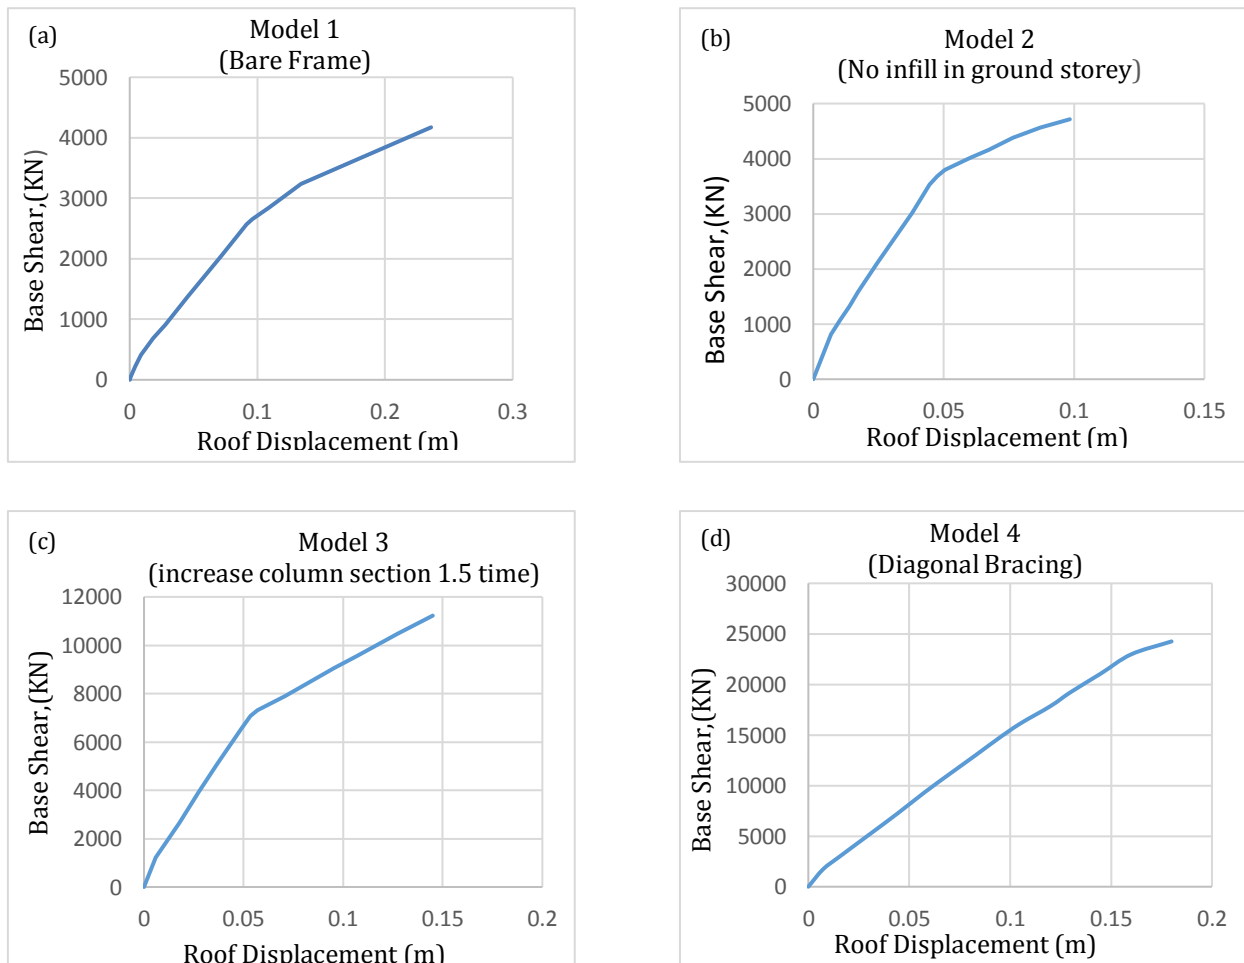 (a)
Model 1
(Bare Frame)
5000
4000
3000
2000
1000
0
Base Shear,(KN)
0 0.1 0.2 0.3
Roof Displacement (m)
(b)
Model 2
(No infill in ground storey)
5000
4000
3000
2000
1000
0
Base Shear,(KN)
0 0.05 0.1 0.15
Roof Displacement (m)
(c)
Model 3
(increase column section 1.5 time)
12000
10000
8000
6000
4000
2000
0
Base Shear,(KN)
0 0.05 0.1 0.15 0.2
Roof Displacement (m)
(d)
Model 4
(Diagonal Bracing)
30000
25000
20000
15000
10000
5000
0
Base Shear,(KN)
0 0.05 0.1 0.15 0.2
Roof Displacement (m)